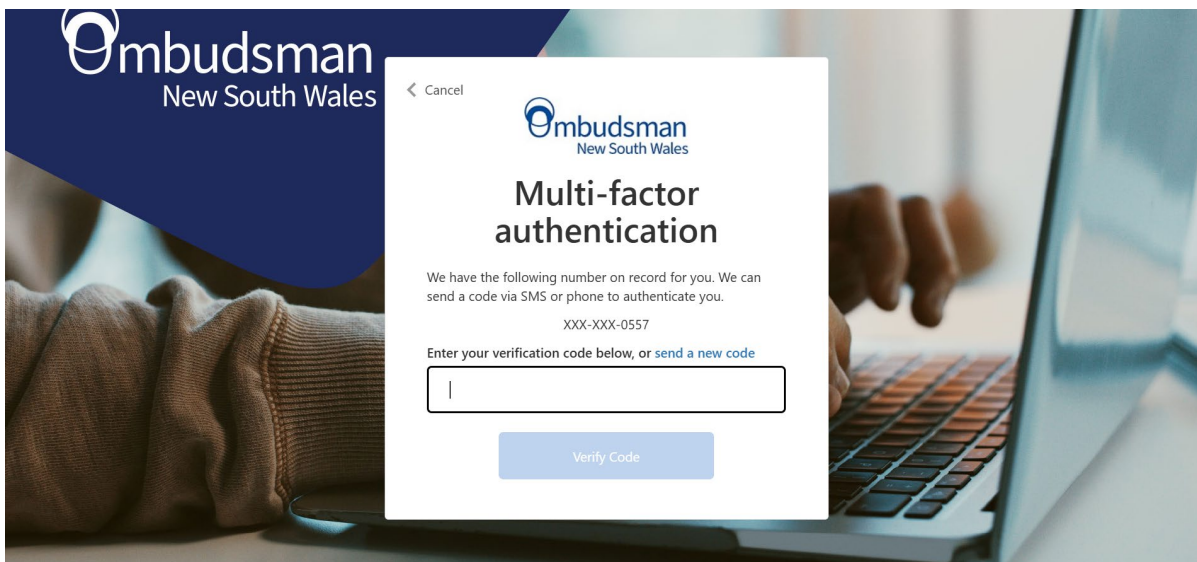 Ombudsman
New South Wales
Cancel
Ombudsman
New South Wales
Multi-factor
authentication
We have the following number on record for you. We can
send a code via SMS or phone to authenticate you.
XXX-XXX-0557
Enter your verification code below, or send a new code
Verify Code